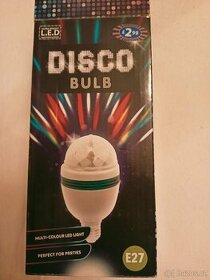 L.E.D
£2.99
DISCO
BULB
MULTI-COLOUR LED LIGHT
PERFECT FOR PARTIES
E27